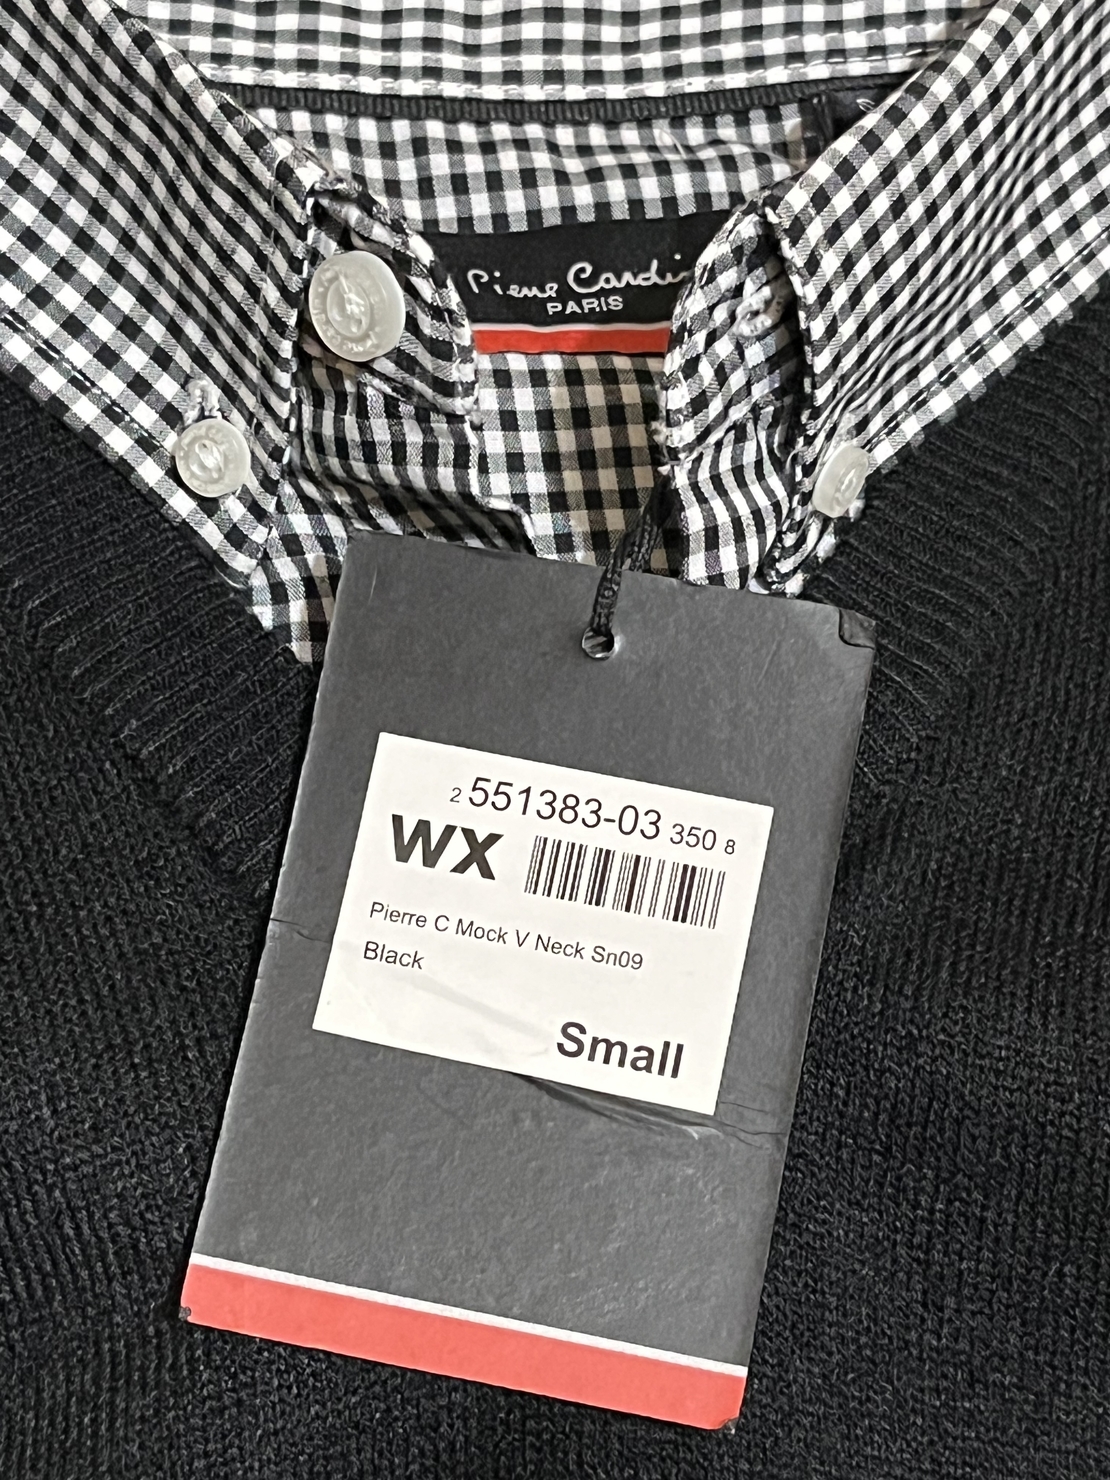 Pierre Cardin
PARIS
2 551383-03 350 8
WX
Pierre C Mock V Neck Sn09
Black
Small